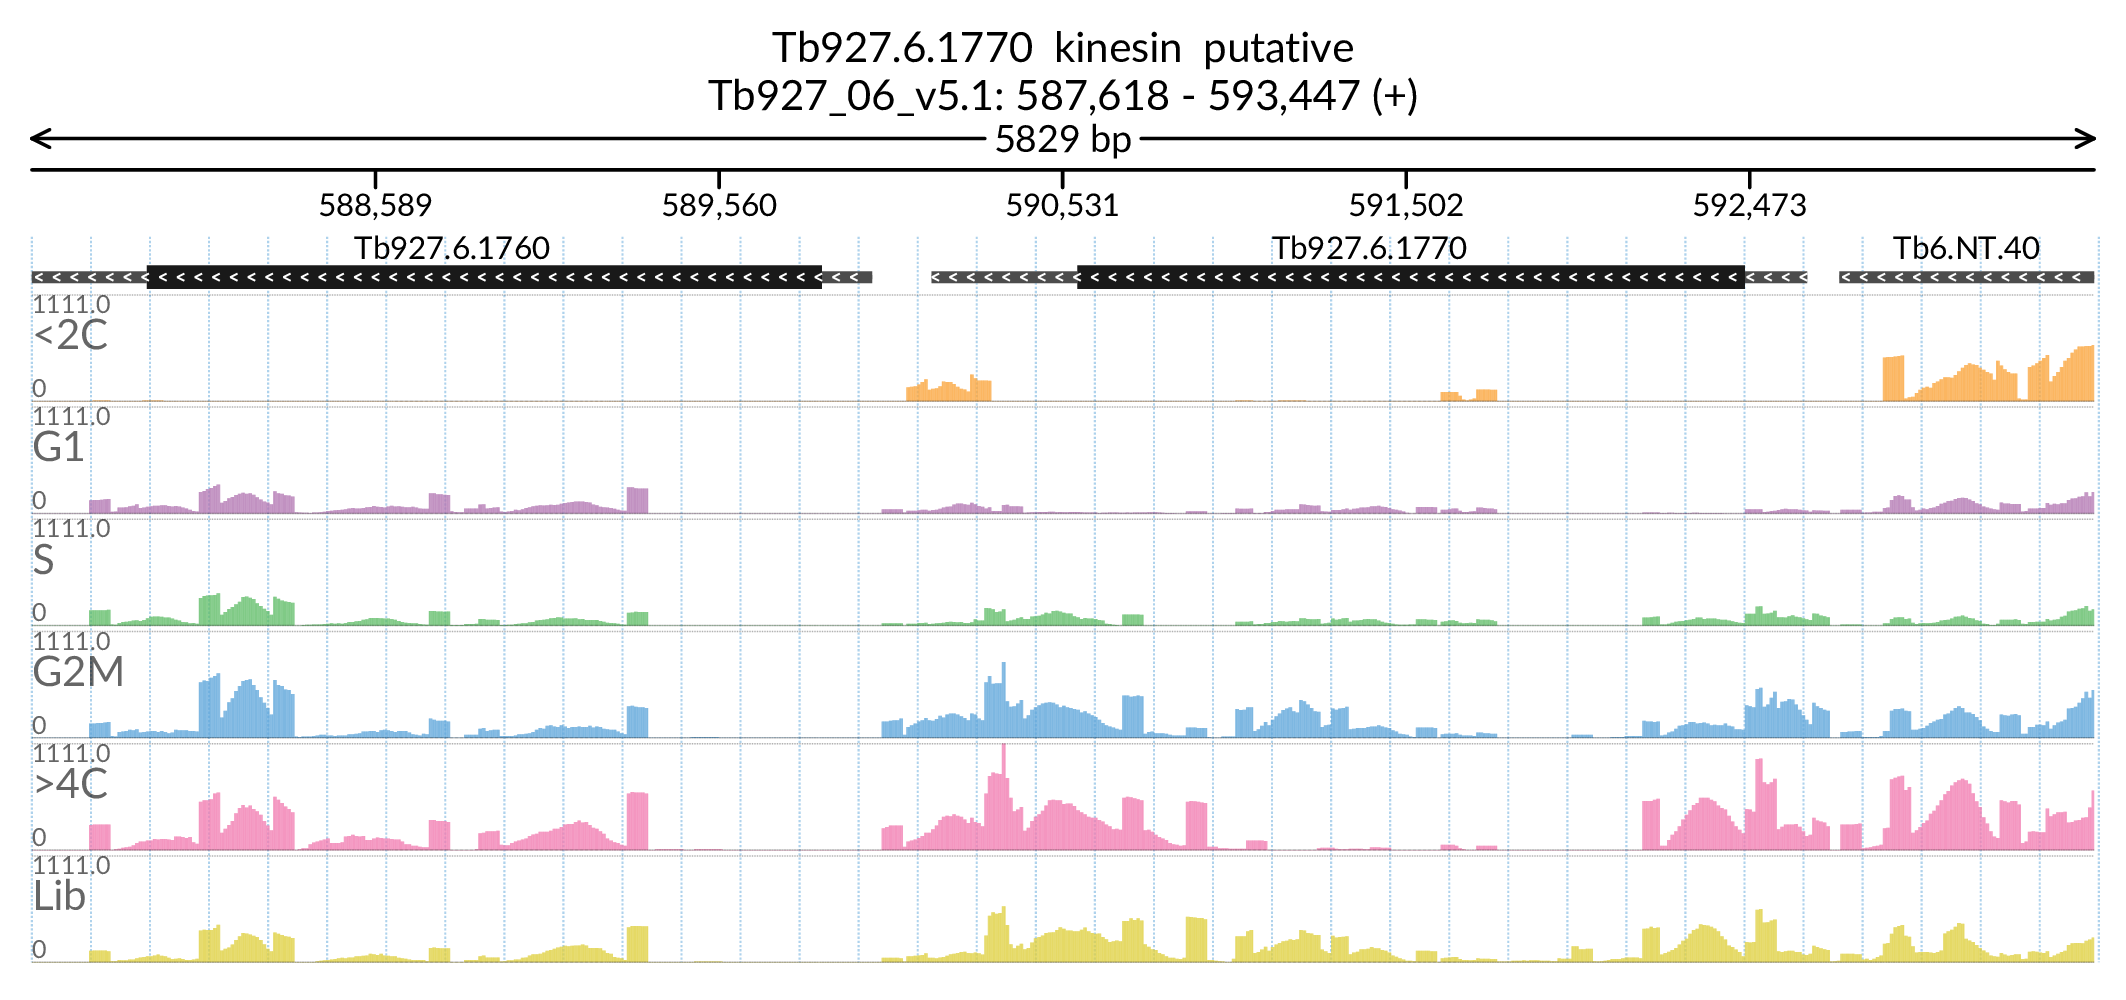 Tb927.6.1770 kinesin putative
Tb927_06_v5.1: 587,618 - 593,447 (+)
5829 bp
588,589 589,560 590,531 591,502 592,473
Tb927.6.1760 Tb927.6.1770 Tb6.NT.40
1111.0
<2C
0
1111.0
G1
0
1111.0
S
0
1111.0
G2M
0
1111.0
>4C
0
1111.0
Lib
0